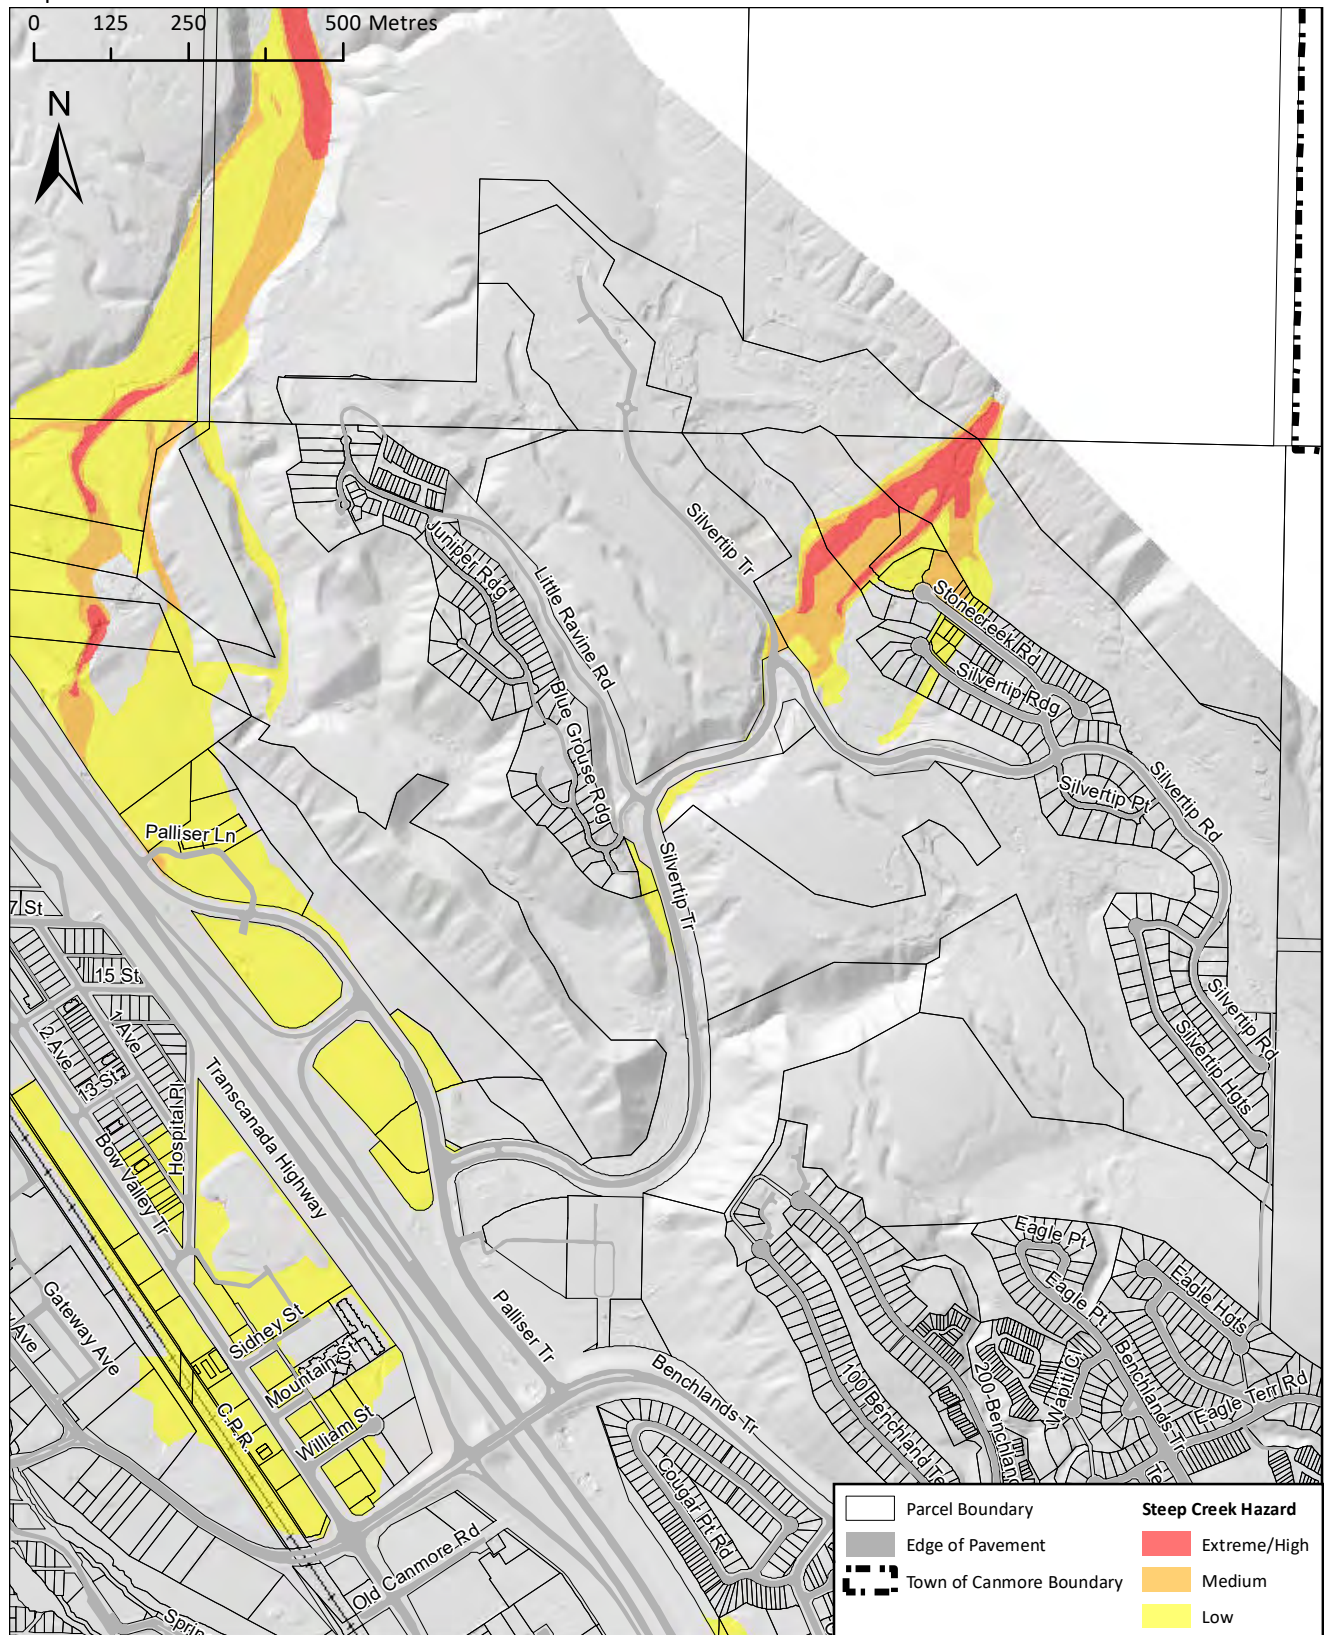 0 125 250 500 Metres
N
Juniper Rdg
Little Ravine Rd
Silvertip Tr
Stonecreek Rd
Silvertip Rdg
Blue Grouse Rdg
Silvertip Pt
Silvertip Rd
Palliser Ln
Silvertip Tr
7 St
15 St
1 Ave
2 Ave
13 St
Hospital Pl
Transcanada Highway
Bow Valley Tr
Silvertip Rd
Silvertip Hgts
Gateway Ave
Ave
Sidney St
Mountain St
William St
C.P.R.
Palliser Tr
Benchlands Tr
Eagle Pt
Eagle Pt
Eagle Hgts
Wapiti Cl
Benchlands Tr
Eagle Terr Rd
100 Benchland Te
200 Benchlan
Te
Cougar Pt Rd
Old Canmore Rd
Sprin
Parcel Boundary
Edge of Pavement
Town of Canmore Boundary
Steep Creek Hazard
Extreme/High
Medium
Low